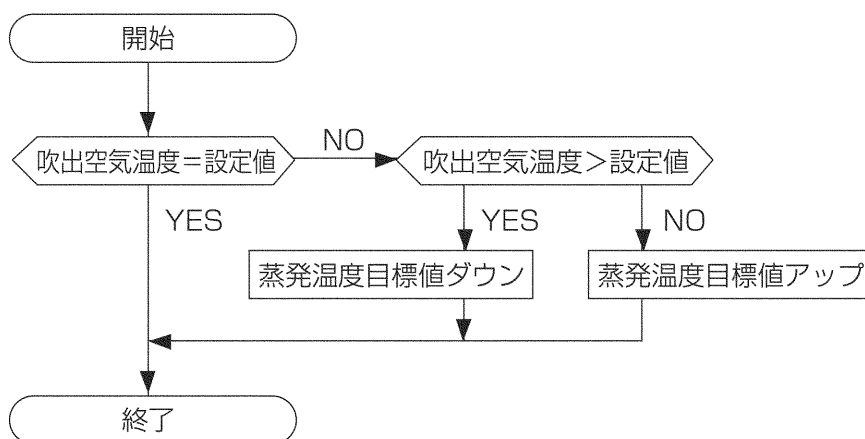 開始
吹出空気温度=設定値
NO
吹出空気温度>設定値
YES
YES
NO
蒸発温度目標値ダウン
蒸発温度目標値アップ
終了